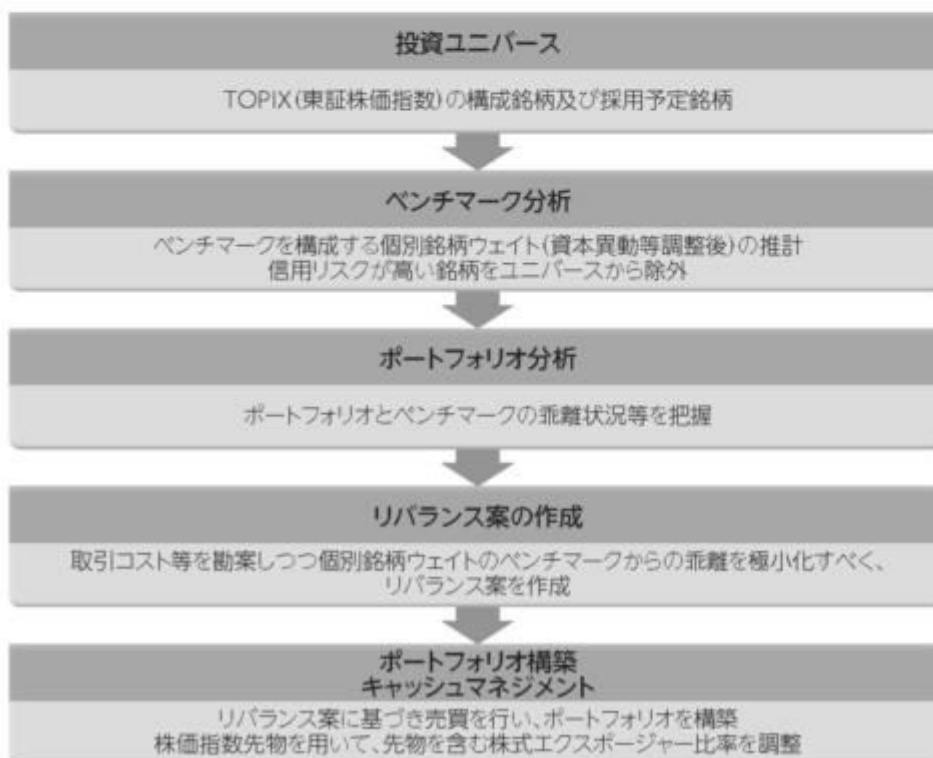 投資ユニバース
TOPIX(東証株価指数)の構成銘柄及び採用予定銘柄
ベンチマーク分析
ベンチマークを構成する個別銘柄ウェイト(資本異動等調整後)の推計
信用リスクが高い銘柄をユニバースから除外
ポートフォリオ分析
ポートフォリオとベンチマークの乖離状況等を把握
リバランス案の作成
取引コスト等を勘案しつつ個別銘柄ウェイトのベンチマークからの乖離を極小化すべく、
リバランス案を作成
ポートフォリオ構築
キャッシュマネジメント
リバランス案に基づき売買を行い、ポートフォリオを構築
株価指数先物を用いて、先物を含む株式エクスポージャー比率を調整